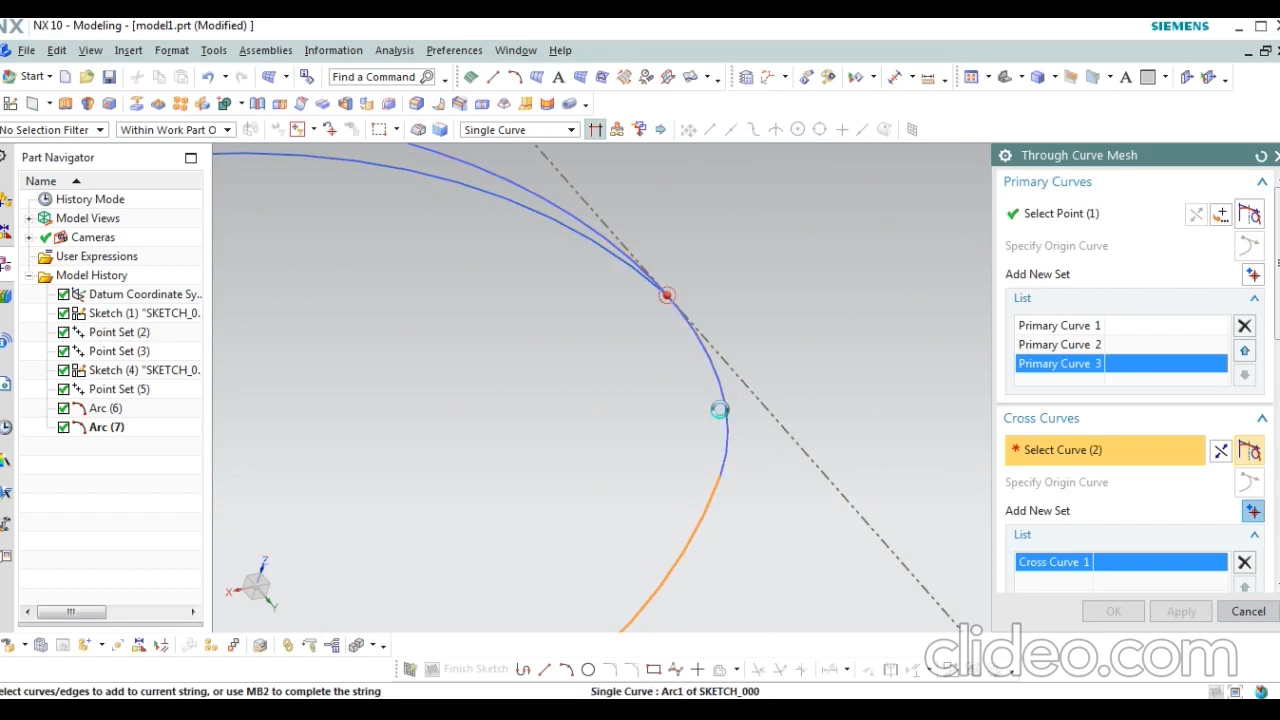 NX 10 - Modeling - [model1.prt (Modified) ]
SIEMENS
File Edit View Insert Format Tools Assemblies Information Analysis Preferences Window Help
Start Find a Command
No Selection Filter Within Work Part O Single Curve
Part Navigator
Name
History Mode
Model Views
Cameras
User Expressions
Model History
Datum Coordinate Sy..
Sketch (1) "SKETCH_0.
Point Set (2)
Point Set (3)
Sketch (4) "SKETCH_0.
Point Set (5)
Arc (6)
Arc (7)
X
Z
Y
Through Curve Mesh
Primary Curves
Select Point (1)
Specify Origin Curve
Add New Set
List
Primary Curve 1
Primary Curve 2
Primary Curve 3
Cross Curves
* Select Curve (2)
Specify Origin Curve
Add New Set
List
Cross Curve 1
OK Apply Cancel
clideo.com
Finish Sketch
elect curves/edges to add to current string, or use MB2 to complete the string
Single Curve : Arc1 of SKETCH_000